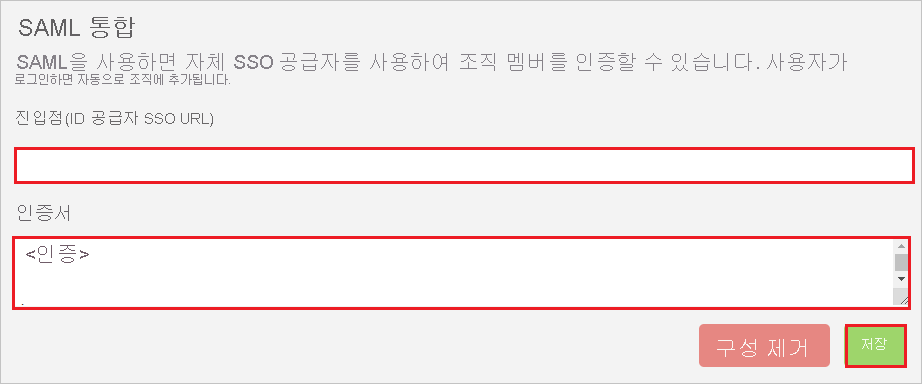 SAML 통합
SAML을 사용하면 자체 SSO 공급자를 사용하여 조직 멤버를 인증할 수 있습니다. 사용자가
로그인하면 자동으로 조직에 추가됩니다.
진입점(ID 공급자 SSO URL)
인증서
<인증>
.
구성 제거
저장